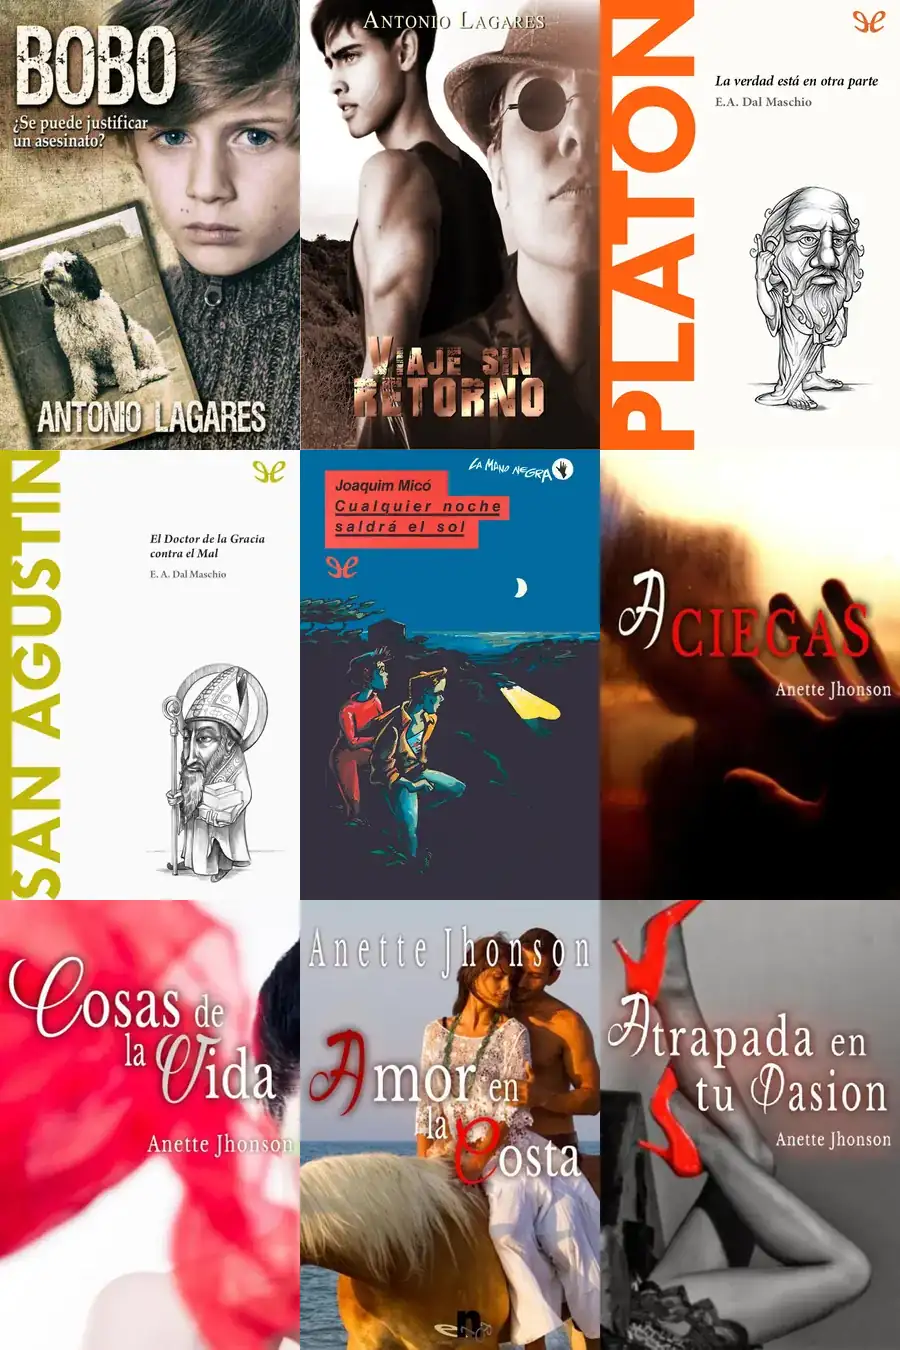 BOBO
¿Se puede justificar
un asesinato?
ANTONIO LAGARES
ANTONIO LAGARES
VIAJE SIN
RETORNO
PLATÓN
La verdad está en otra parte
E.A. Dal Maschio
SAN AGUSTÍN
El Doctor de la Gracia
contra el Mal
E. A. Dal Maschio
LA MANO NEGRA
Joaquim Micó
Cualquier noche
saldrá el sol
A CIEGAS
Anette Jhonson
Cosas de
la Vida
Anette Jhonson
Anette Jhonson
Amor en
la Costa
Atrapada en
tu Pasion
Anette Jhonson